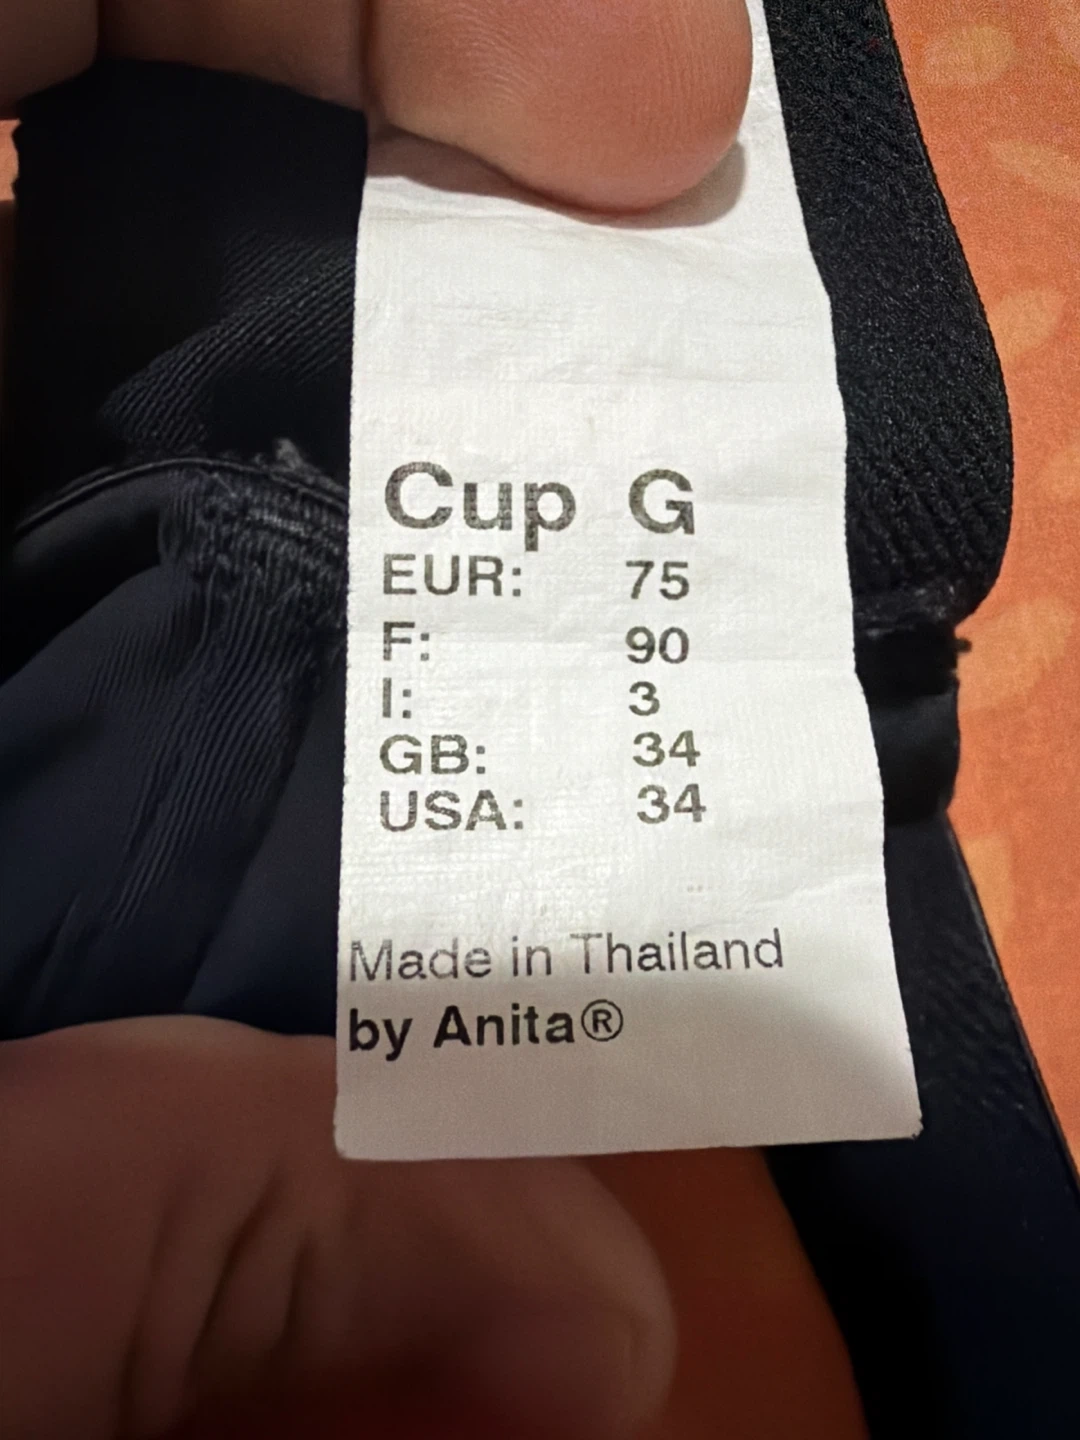 Cup G
EUR: 75
F: 90
I: 3
GB: 34
USA: 34
Made in Thailand
by Anita®